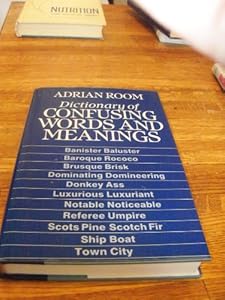 NUTRITION
ADRIAN ROOM
Dictionary of
CONFUSING
WORDS AND
MEANINGS
Banister Baluster
Baroque Rococo
Brusque Brisk
Dominating Domineering
Donkey Ass
Luxurious Luxuriant
Notable Noticeable
Referee Umpire
Scots Pine Scotch Fir
Ship Boat
Town City